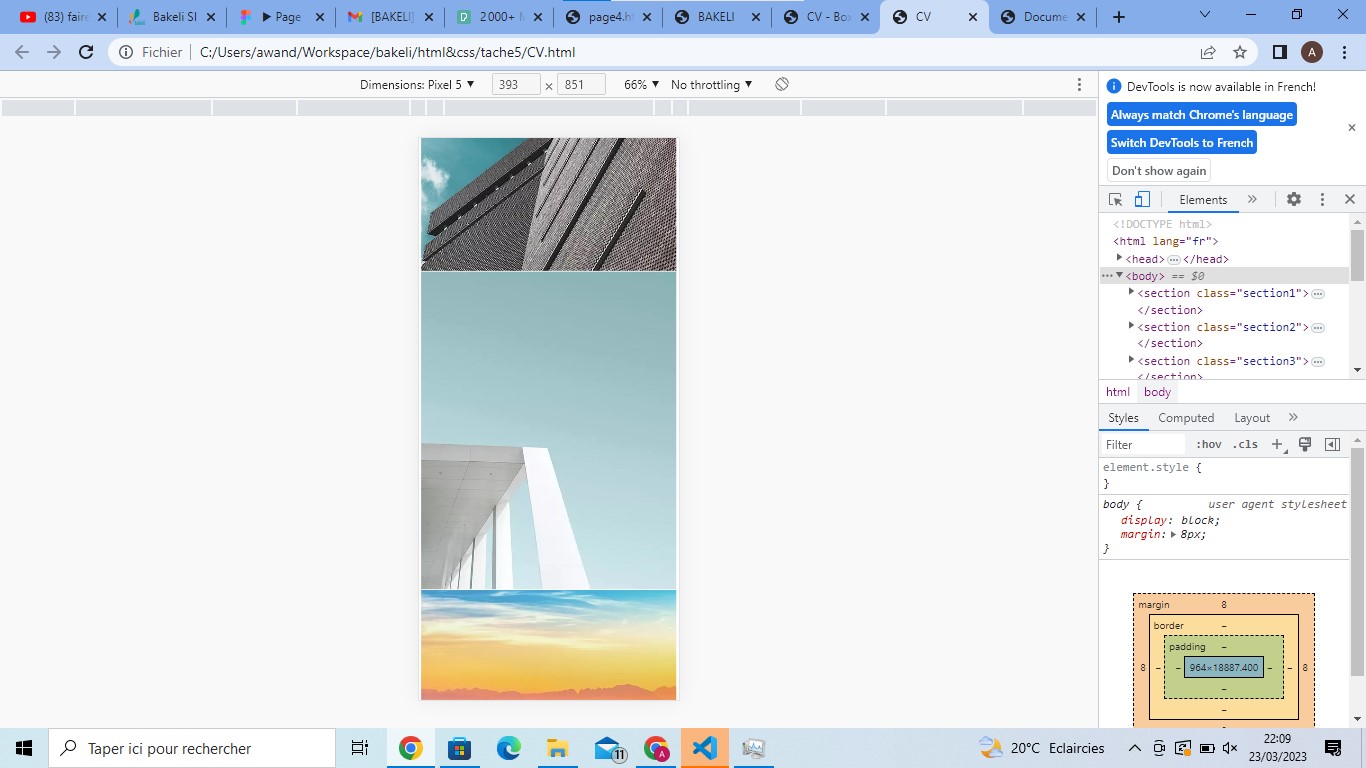 (83) faire
Bakeli Sl
Page
[BAKELI]
2 000+ M
page4.ht
BAKEL
CV - Box
CV
Docume
Fichier
C:/Users/awand/Workspace/bakeli/html&css/tache5/CV.html
A
Dimensions: Pixel 5 ▼ 393 × 851 66% ▼ No throttling ▼
DevTools is now available in French!
Always match Chrome's language
Switch DevTools to French
Don't show again
Elements »
<!DOCTYPE html>
<html lang="fr">
▶<head>…</head>
…▼<body> == $0
▶<section class="section1">…
</section>
▶<section class="section2">…
</section>
▶<section class="section3">…
</section>
html body
Styles Computed Layout »
Filter :hov .cls +
element.style {
}
body { user agent stylesheet
display: block;
margin: ▶ 8px;
}
margin 8
border –
padding –
8 – – 964×18887.400 – – 8
–
–
Taper ici pour rechercher
11
A
20°C Eclaircies
22:09
23/03/2023